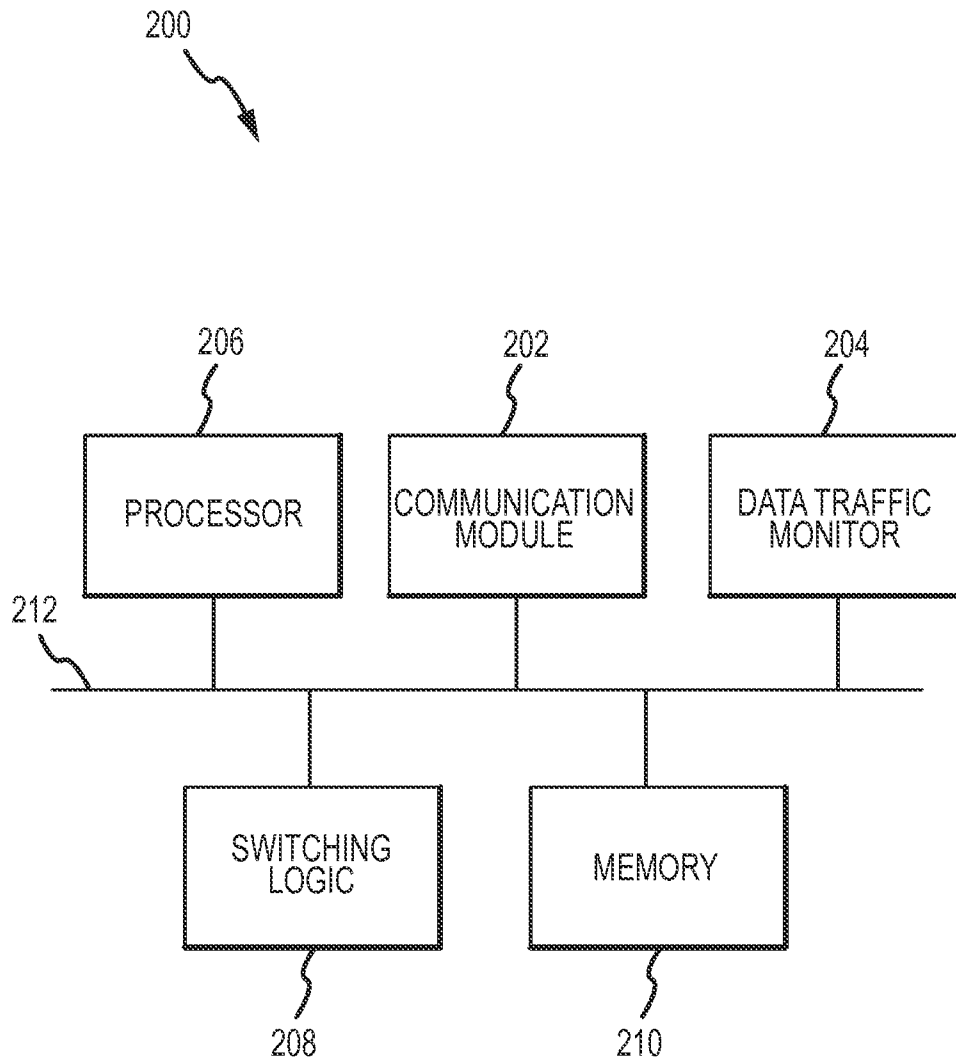 200
206
202
204
PROCESSOR
COMMUNICATION
MODULE
DATA TRAFFIC
MONITOR
212
SWITCHING
LOGIC
MEMORY
208
210